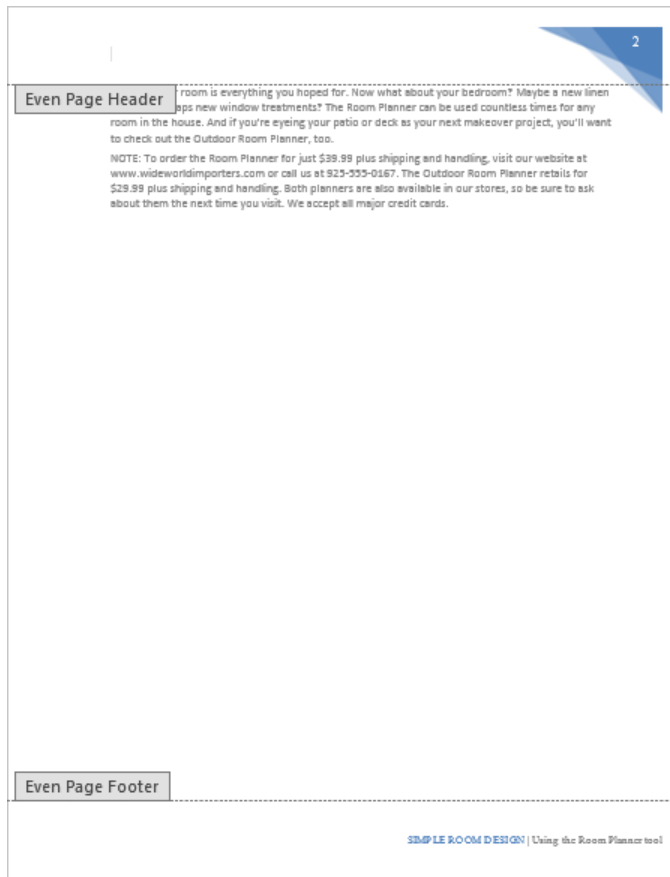 2
Even Page Header
room is everything you hoped for. Now what about your bedroom? Maybe a new linen
new window treatments? The Room Planner can be used countless times for any
room in the house. And if you're eyeing your patio or deck as your next makeover project, you'll want
to check out the Outdoor Room Planner, too.
NOTE: To order the Room Planner for just $39.99 plus shipping and handling, visit our website at
www.wideworldimporters.com or call us at 925-555-0167. The Outdoor Room Planner retails for
$29.99 plus shipping and handling. Both planners are also available in our stores, so be sure to ask
about them the next time you visit. We accept all major credit cards.
Even Page Footer
SIMPLE ROOM DESIGN | Using the Room Planner tool